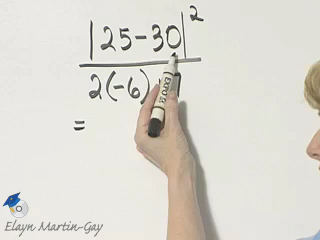 |25-30|²
2(-6)
=
EXPO
Elayn Martin-Gay